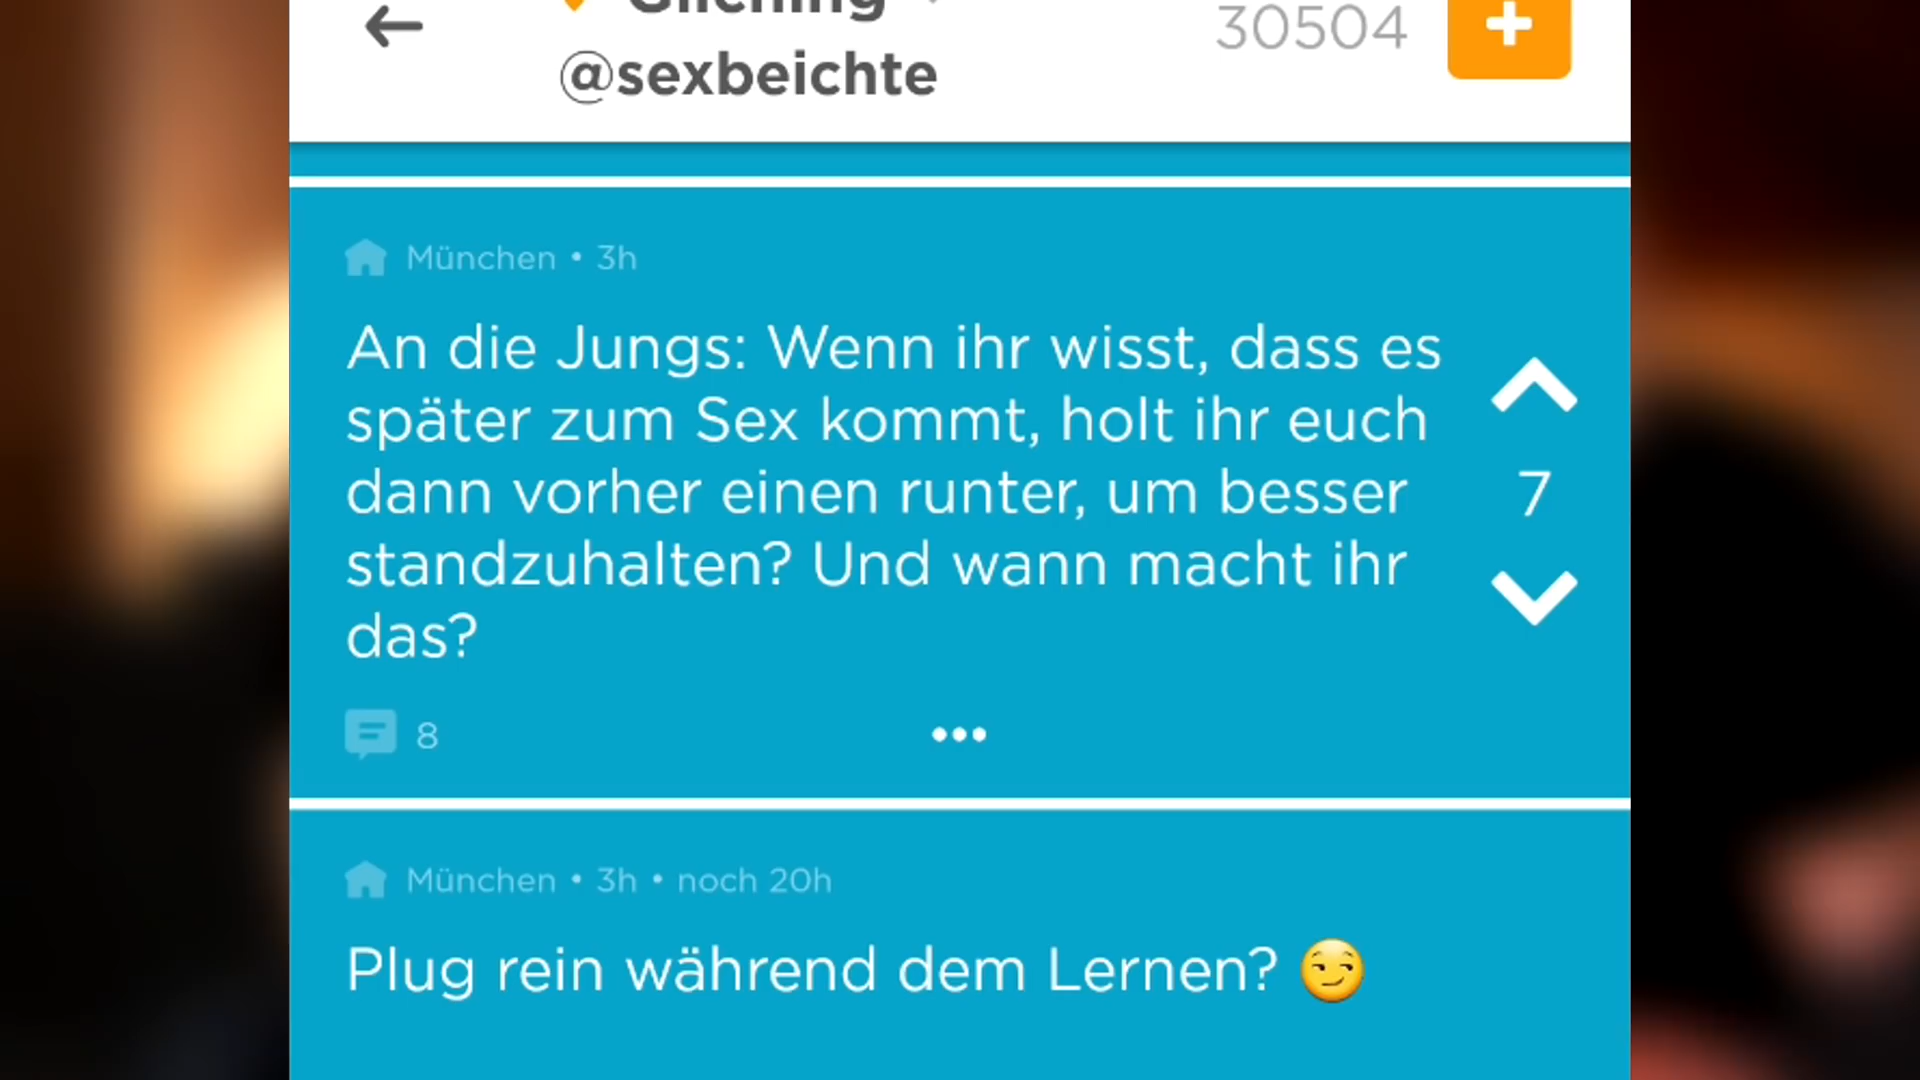 Gilching
30504
@sexbeichte
München • 3h
An die Jungs: Wenn ihr wisst, dass es
später zum Sex kommt, holt ihr euch
dann vorher einen runter, um besser
standzuhalten? Und wann macht ihr
das?
7
8
München • 3h • noch 20h
Plug rein während dem Lernen? 😏